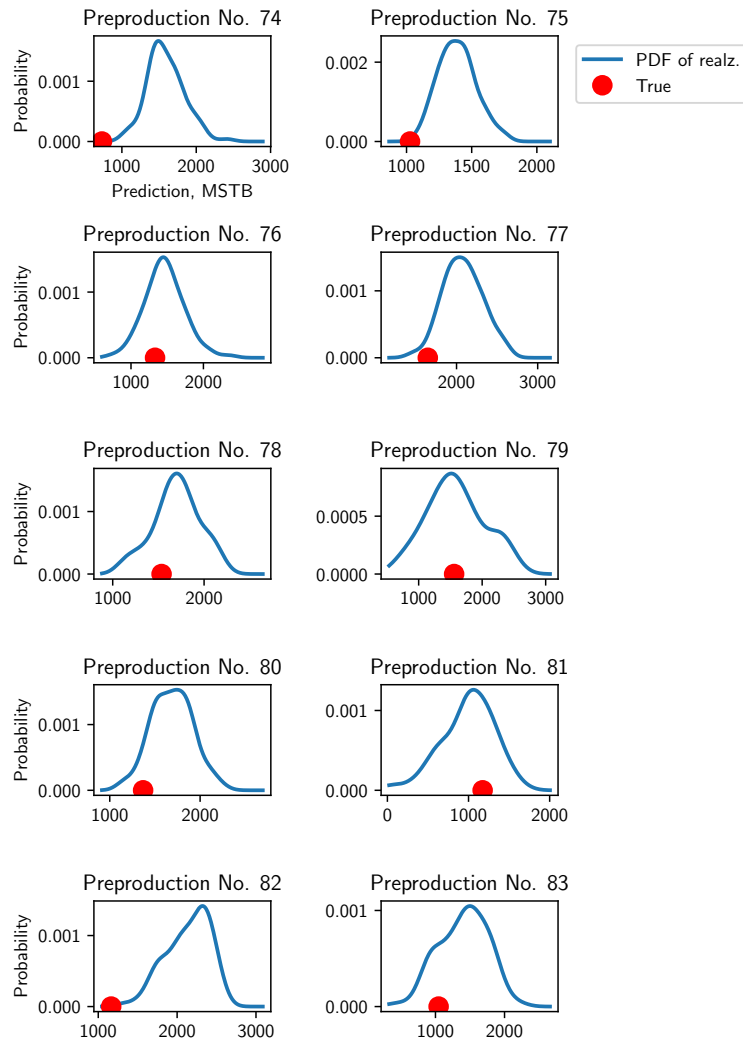 Preproduction No. 74
Probability
0.001
0.000
1000 2000 3000
Prediction, MSTB
Preproduction No. 75
0.002
0.000
1000 1500 2000
PDF of realz.
True
Preproduction No. 76
Probability
0.001
0.000
1000 2000
Preproduction No. 77
0.001
0.000
2000 3000
Preproduction No. 78
Probability
0.001
0.000
1000 2000
Preproduction No. 79
0.0005
0.0000
1000 2000 3000
Preproduction No. 80
Probability
0.001
0.000
1000 2000
Preproduction No. 81
0.001
0.000
0 1000 2000
Preproduction No. 82
Probability
0.001
0.000
1000 2000 3000
Preproduction No. 83
0.001
0.000
1000 2000